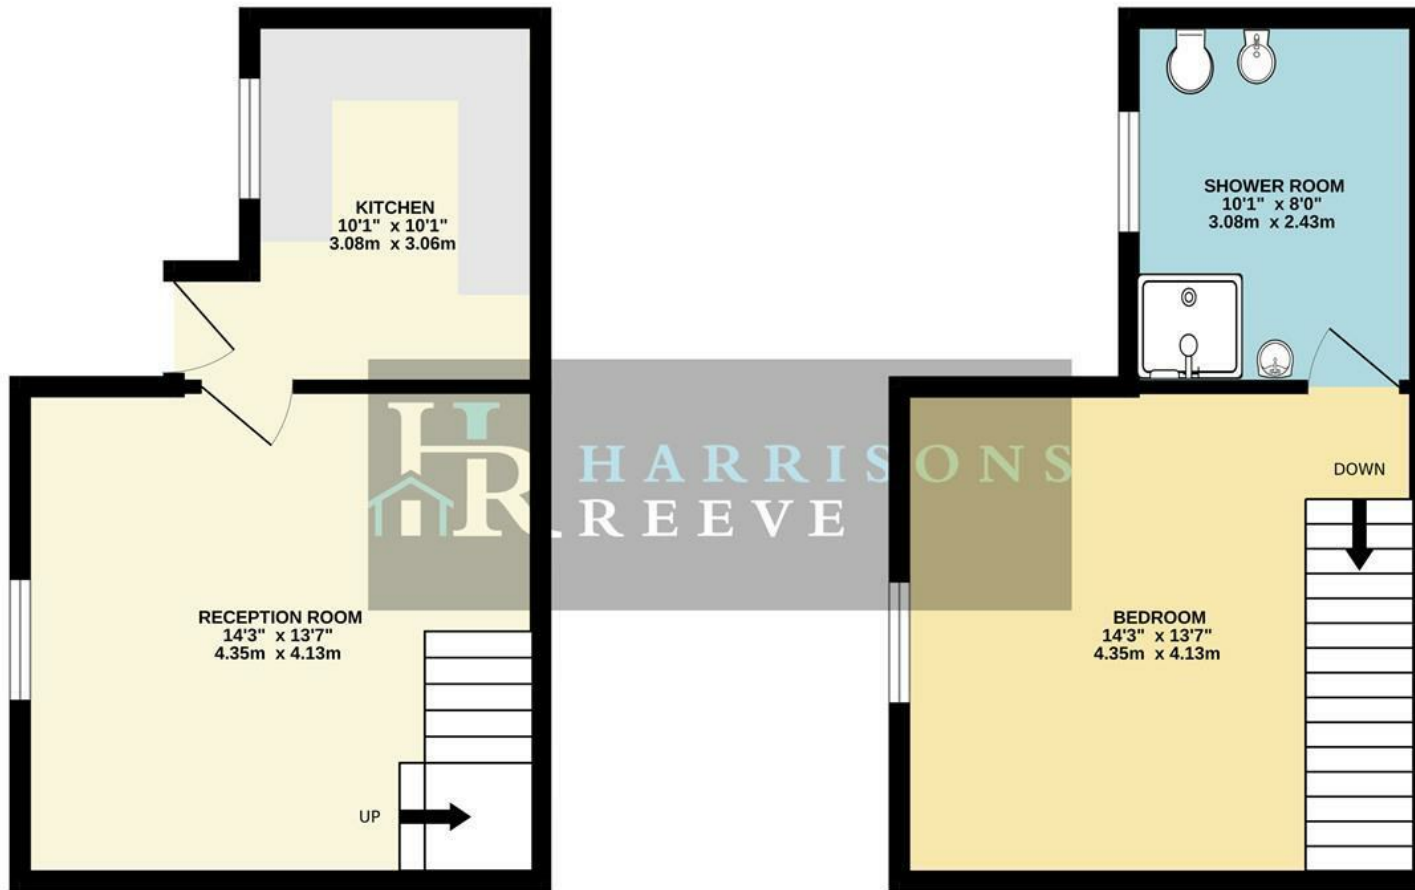 KITCHEN
10'1" x 10'1"
3.08m x 3.06m
RECEPTION ROOM
14'3" x 13'7"
4.35m x 4.13m
UP
HR HARRISONS
REEVE
SHOWER ROOM
10'1" x 8'0"
3.08m x 2.43m
DOWN
BEDROOM
14'3" x 13'7"
4.35m x 4.13m